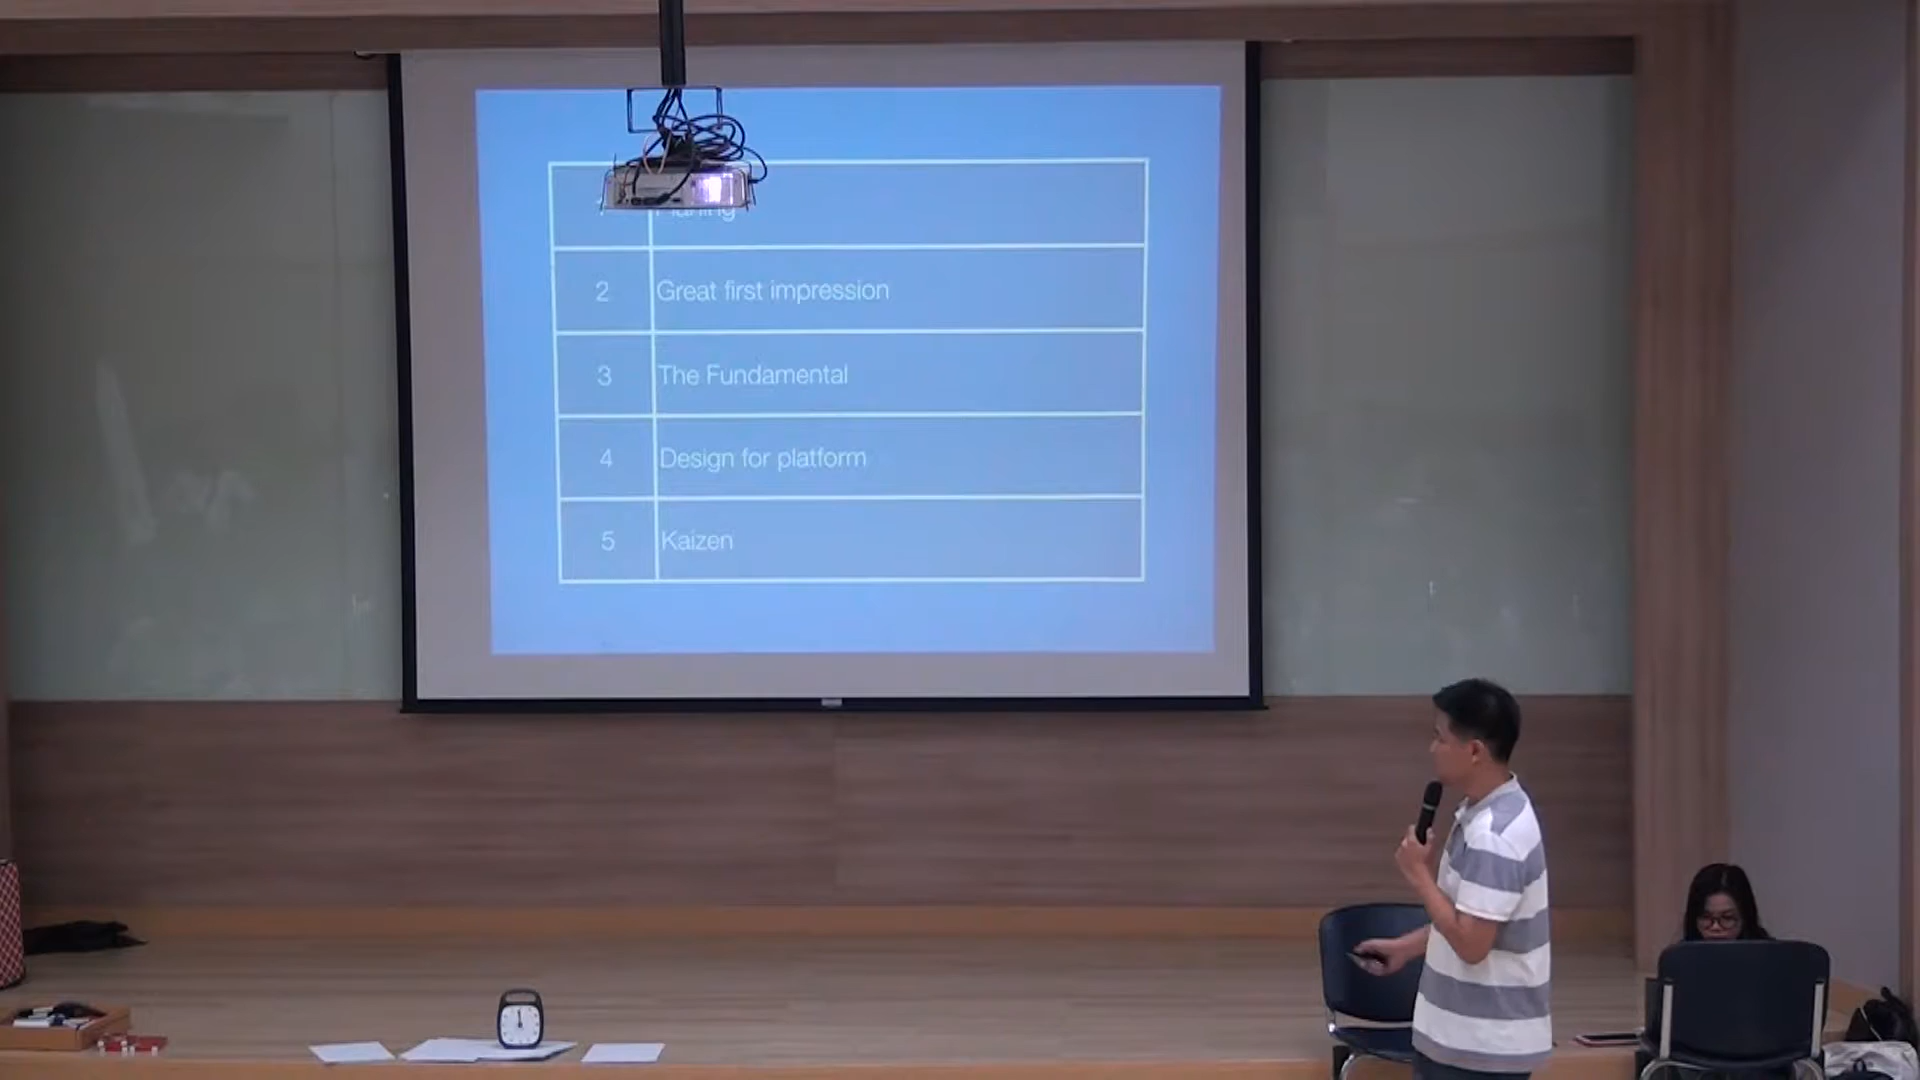 2 Great first impression
3 The Fundamental
4 Design for platform
5 Kaizen